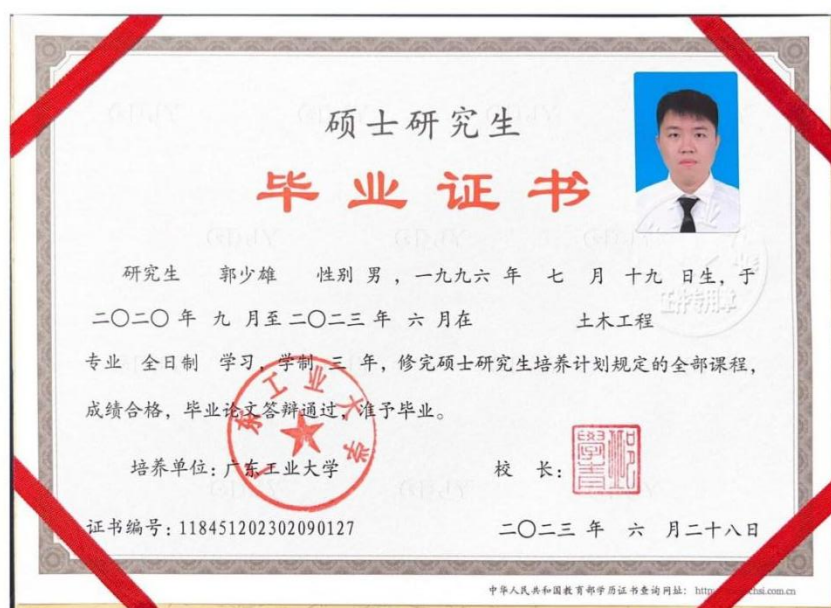 硕士研究生
毕业证书
研究生 郭少雄 性别 男 ，一九九六 年 七 月 十九 日生，于
二〇二〇 年 九 月至 二〇二三 年 六 月在 土木工程
专业 全日制 学习，学制 三 年，修完硕士研究生培养计划规定的全部课程，
成绩合格，毕业论文答辩通过，准予毕业。
广东工业大学
培养单位：广东工业大学 校 长：
证书编号：118451202302090127 二〇二三 年 六 月二十八日
中华人民共和国教育部学历证书查询网址：